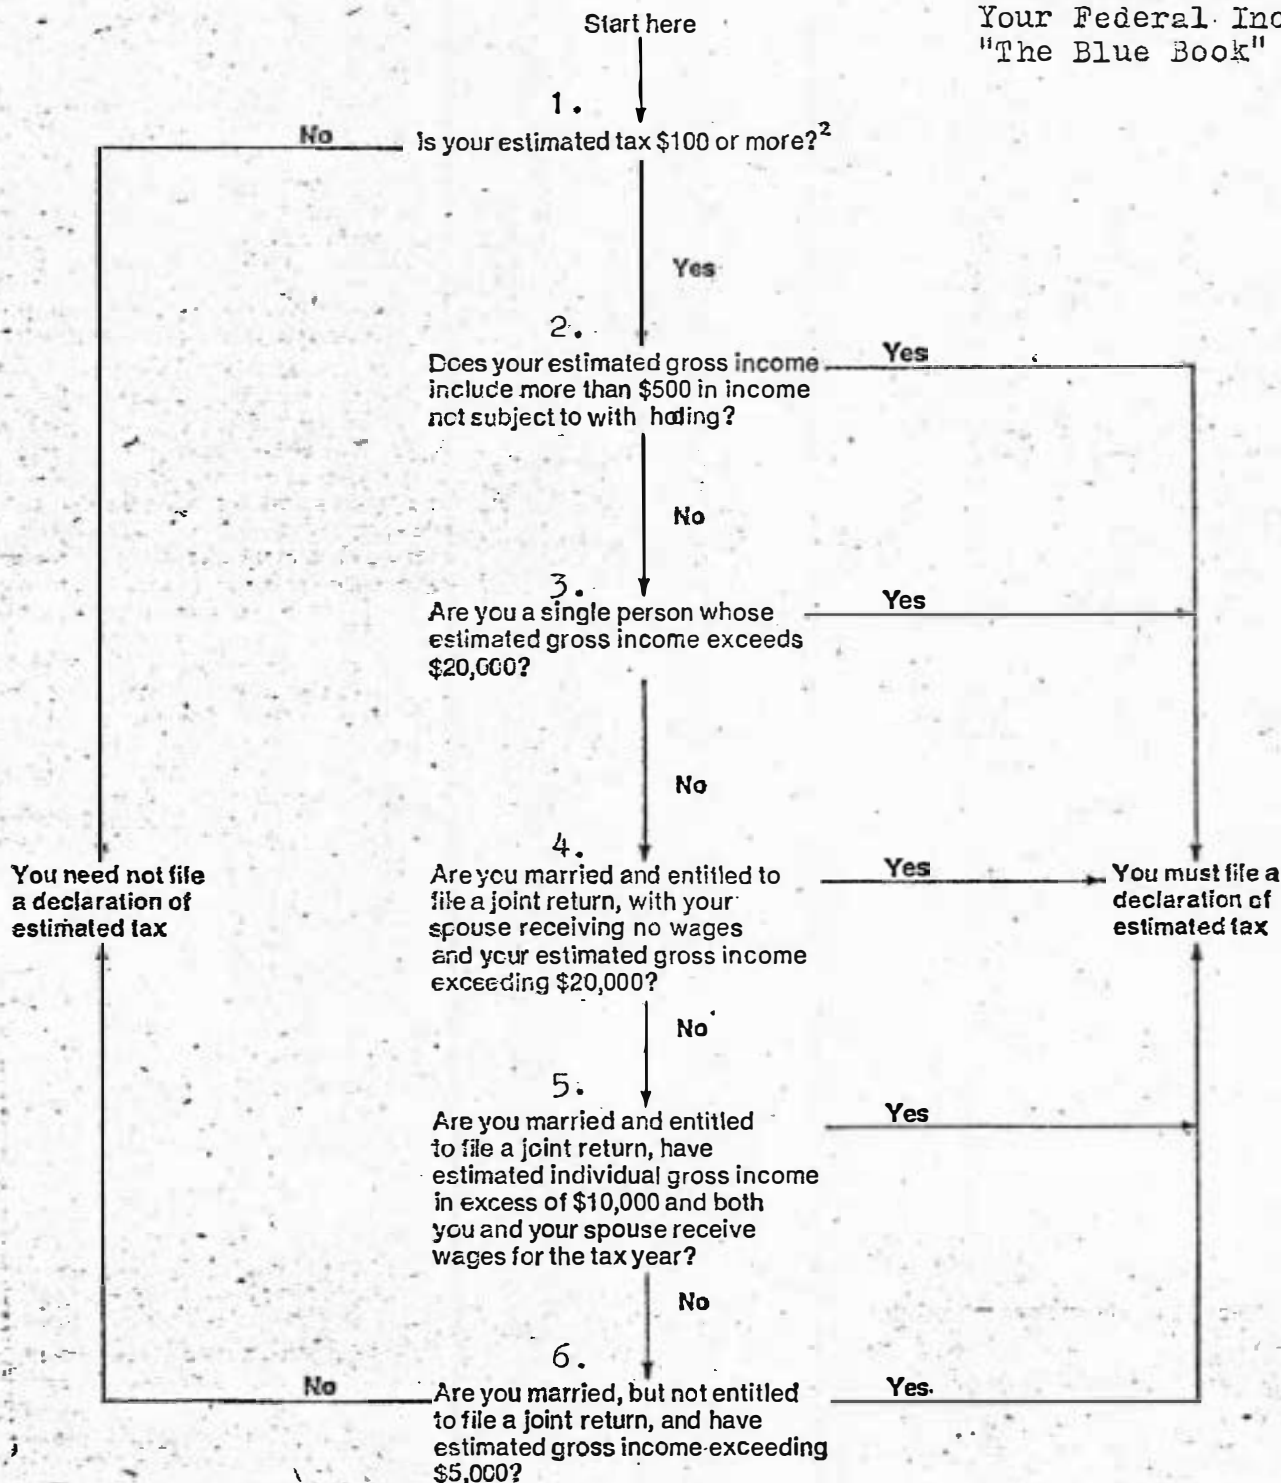 Your Federal Inc
"The Blue Book"
Start here
1.
No
Is your estimated tax $100 or more?²
Yes
2.
Does your estimated gross income
include more than $500 in income
not subject to with hoding?
Yes
No
3.
Are you a single person whose
estimated gross income exceeds
$20,000?
Yes
No
4.
Are you married and entitled to
file a joint return, with your
spouse receiving no wages
and your estimated gross income
exceeding $20,000?
Yes
You must file a
declaration of
estimated tax
You need not file
a declaration of
estimated tax
No
5.
Are you married and entitled
to file a joint return, have
estimated individual gross income
in excess of $10,000 and both
you and your spouse receive
wages for the tax year?
Yes
No
6.
No
Are you married, but not entitled
to file a joint return, and have
estimated gross income exceeding
$5,000?
Yes.